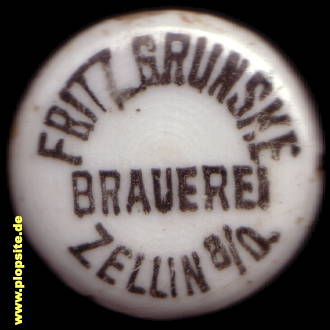 FRITZ GRUNSKE
BRAUEREI
ZELLIN a/O.
www.plopsite.de